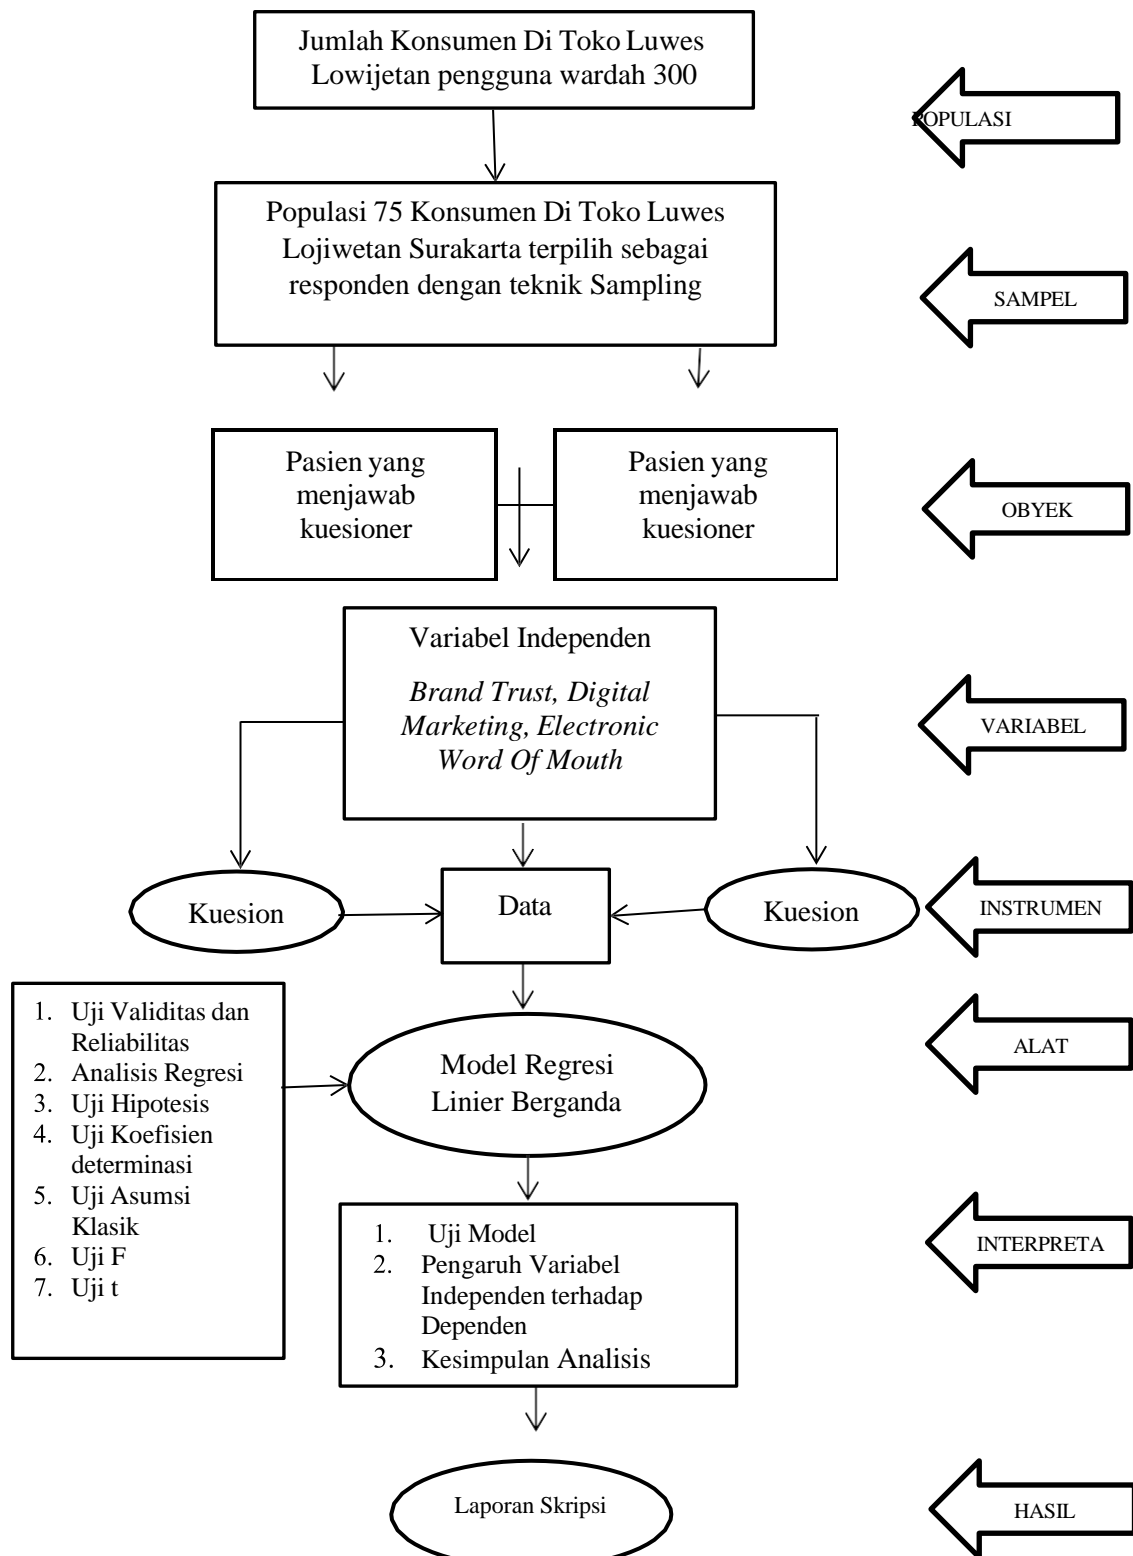 Jumlah Konsumen Di Toko Luwes
Lowijetan pengguna wardah 300
POPULASI
Populasi 75 Konsumen Di Toko Luwes
Lojiwetan Surakarta terpilih sebagai
responden dengan teknik Sampling
SAMPEL
Pasien yang
menjawab
kuesioner
Pasien yang
menjawab
kuesioner
OBYEK
Variabel Independen
Brand Trust, Digital
Marketing, Electronic
Word Of Mouth
VARIABEL
Kuesion
Data
Kuesion
INSTRUMEN
1. Uji Validitas dan
Reliabilitas
2. Analisis Regresi
3. Uji Hipotesis
4. Uji Koefisien
determinasi
5. Uji Asumsi
Klasik
6. Uji F
7. Uji t
Model Regresi
Linier Berganda
ALAT
1. Uji Model
2. Pengaruh Variabel
Independen terhadap
Dependen
3. Kesimpulan Analisis
INTERPRETA
Laporan Skripsi
HASIL